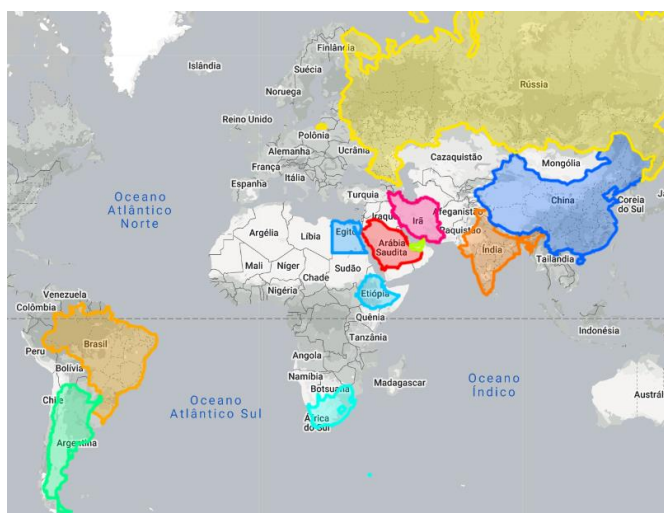 Finlândia
Islândia
Suécia
Rússia
Noruega
Reino Unido
Polônia
Alemanha
Ucrânia
Cazaquistão
Mongólia
França
Itália
Espanha
Turquia
Coreia
do Sul
China
Oceano
Atlântico
Norte
Iraque
Irã
Afeganistão
Paquistão
Argélia
Líbia
Egito
Arábia
Saudita
Índia
Tailândia
Mali
Níger
Chade
Sudão
Nigéria
Etiópia
Venezuela
Colômbia
Quênia
Indonésia
Tanzânia
Peru
Brasil
Bolívia
Angola
Namíbia
Botsuana
Madagascar
Oceano
Índico
Chile
Oceano
Atlântico Sul
África
do Sul
Austrál
Argentina